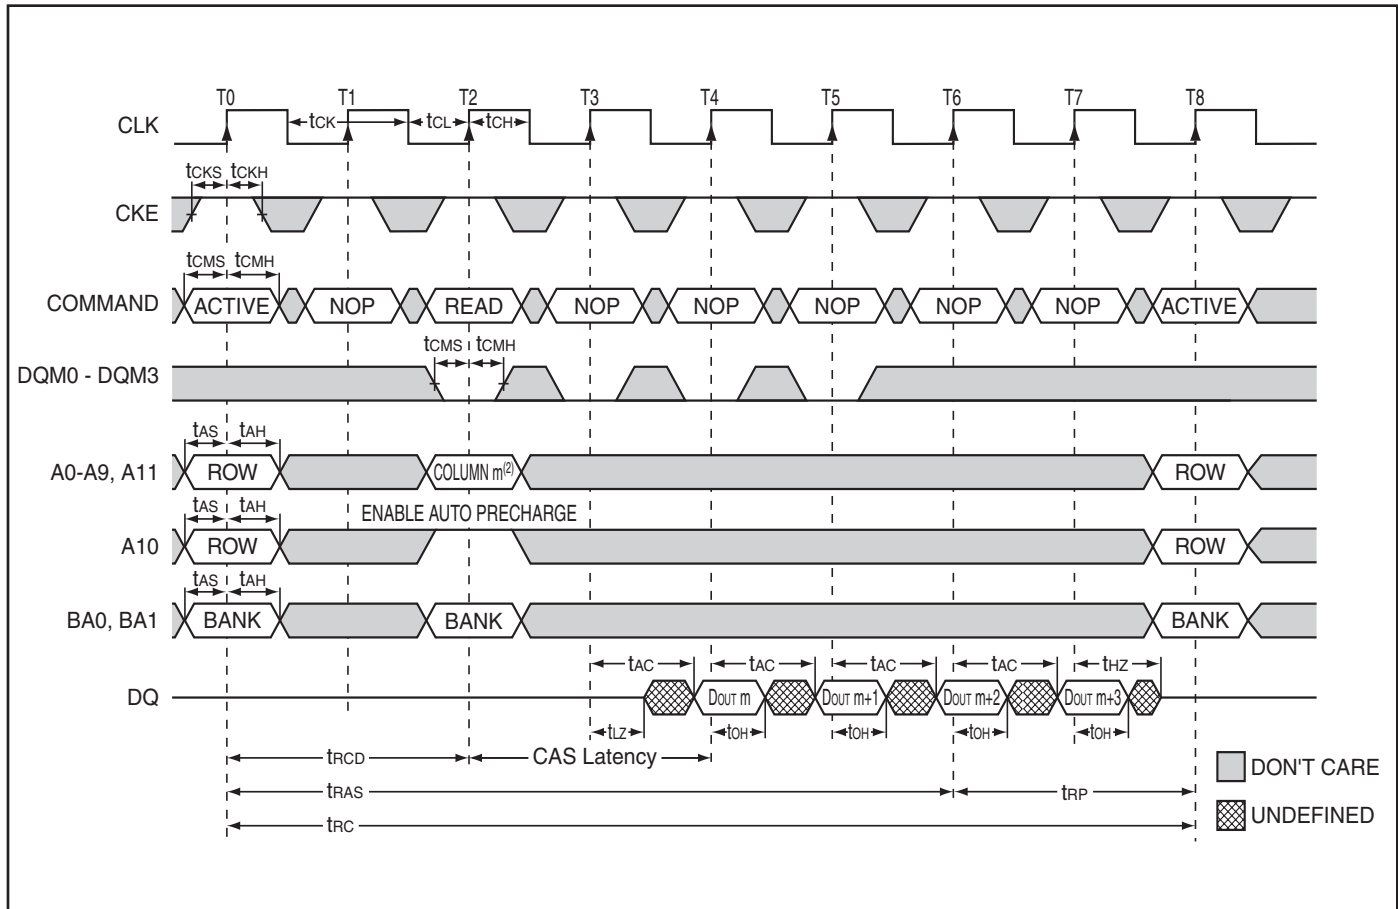 T0 T1 T2 T3 T4 T5 T6 T7 T8
CLK tCK tCL tCH
tCKS tCKH
CKE
tCMS tCMH
COMMAND ACTIVE NOP READ NOP NOP NOP NOP NOP ACTIVE
tCMS tCMH
DQM0 - DQM3
tAS tAH
A0-A9, A11 ROW COLUMN m(2) ROW
tAS tAH ENABLE AUTO PRECHARGE
A10 ROW ROW
tAS tAH
BA0, BA1 BANK BANK BANK
tAC tAC tAC tAC tHZ
DQ DOUT m DOUT m+1 DOUT m+2 DOUT m+3
tLZ tOH tOH tOH tOH
tRCD CAS Latency
DON'T CARE
tRAS tRP
UNDEFINED
tRC